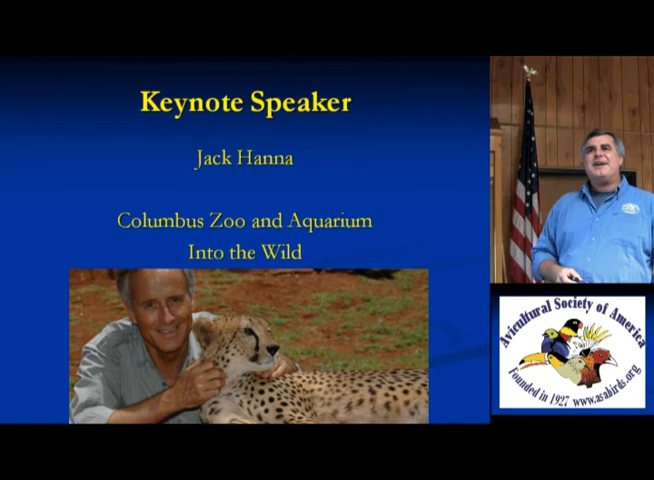 Keynote Speaker
Jack Hanna
Columbus Zoo and Aquarium
Into the Wild
Avicultural Society of America
Founded in 1927 www.asabirds.org